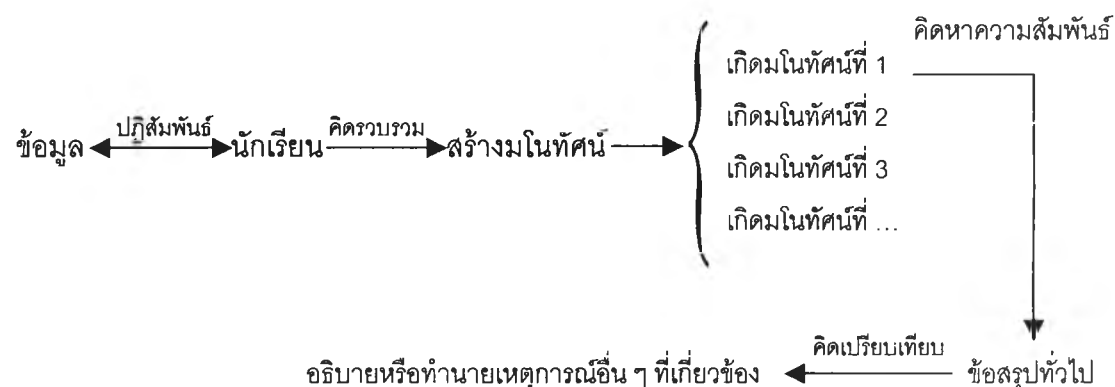 คิดหาความสัมพันธ์
เกิดมโนทัศน์ที่ 1
เกิดมโนทัศน์ที่ 2
ข้อมูล ปฏิสัมพันธ์ นักเรียน คิดรวบรวม สร้างมโนทัศน์
เกิดมโนทัศน์ที่ 3
เกิดมโนทัศน์ที่ ...
อธิบายหรือทำนายเหตุการณ์อื่น ๆ ที่เกี่ยวข้อง คิดเปรียบเทียบ ข้อสรุปทั่วไป